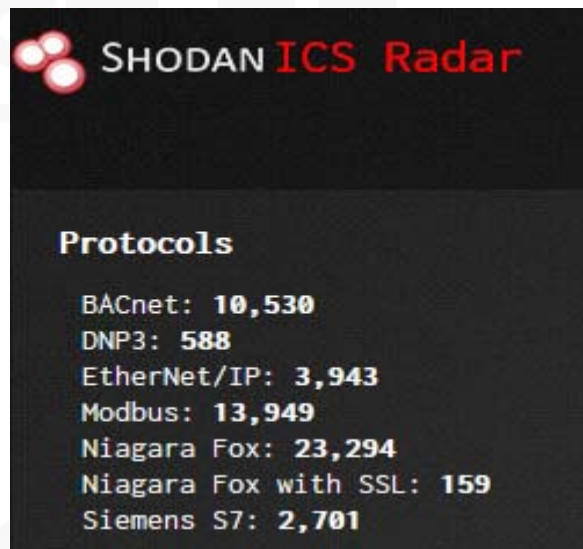 SHODAN ICS Radar
Protocols
BACnet: 10,530
DNP3: 588
EtherNet/IP: 3,943
Modbus: 13,949
Niagara Fox: 23,294
Niagara Fox with SSL: 159
Siemens S7: 2,701